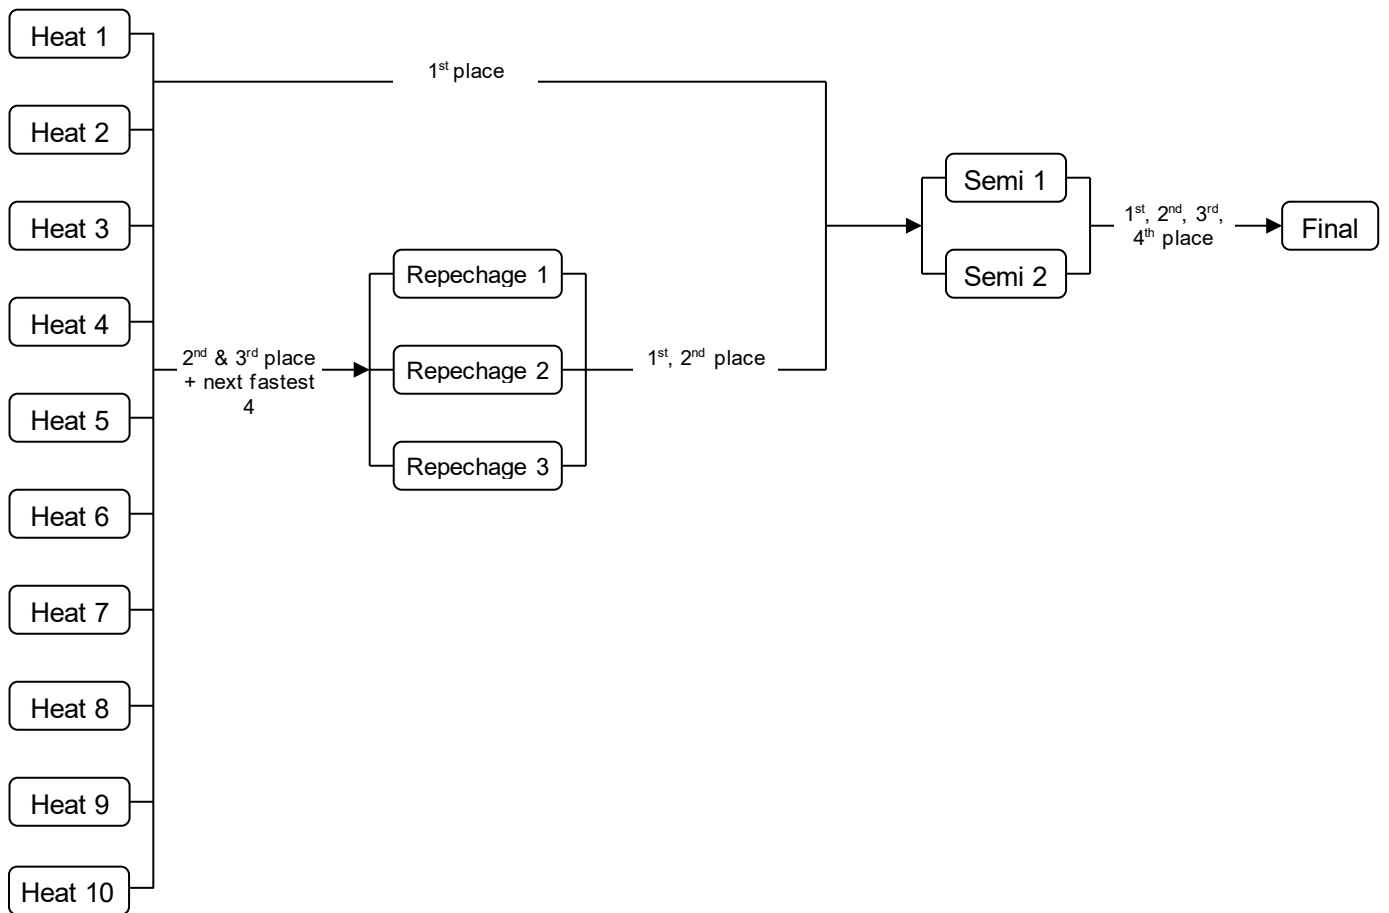 Heat 1
1st place
Heat 2
Semi 1
Heat 3
1st, 2nd, 3rd,
4th place
Final
Repechage 1
Semi 2
Heat 4
2nd & 3rd place
+ next fastest
4
Repechage 2
1st, 2nd place
Heat 5
Repechage 3
Heat 6
Heat 7
Heat 8
Heat 9
Heat 10